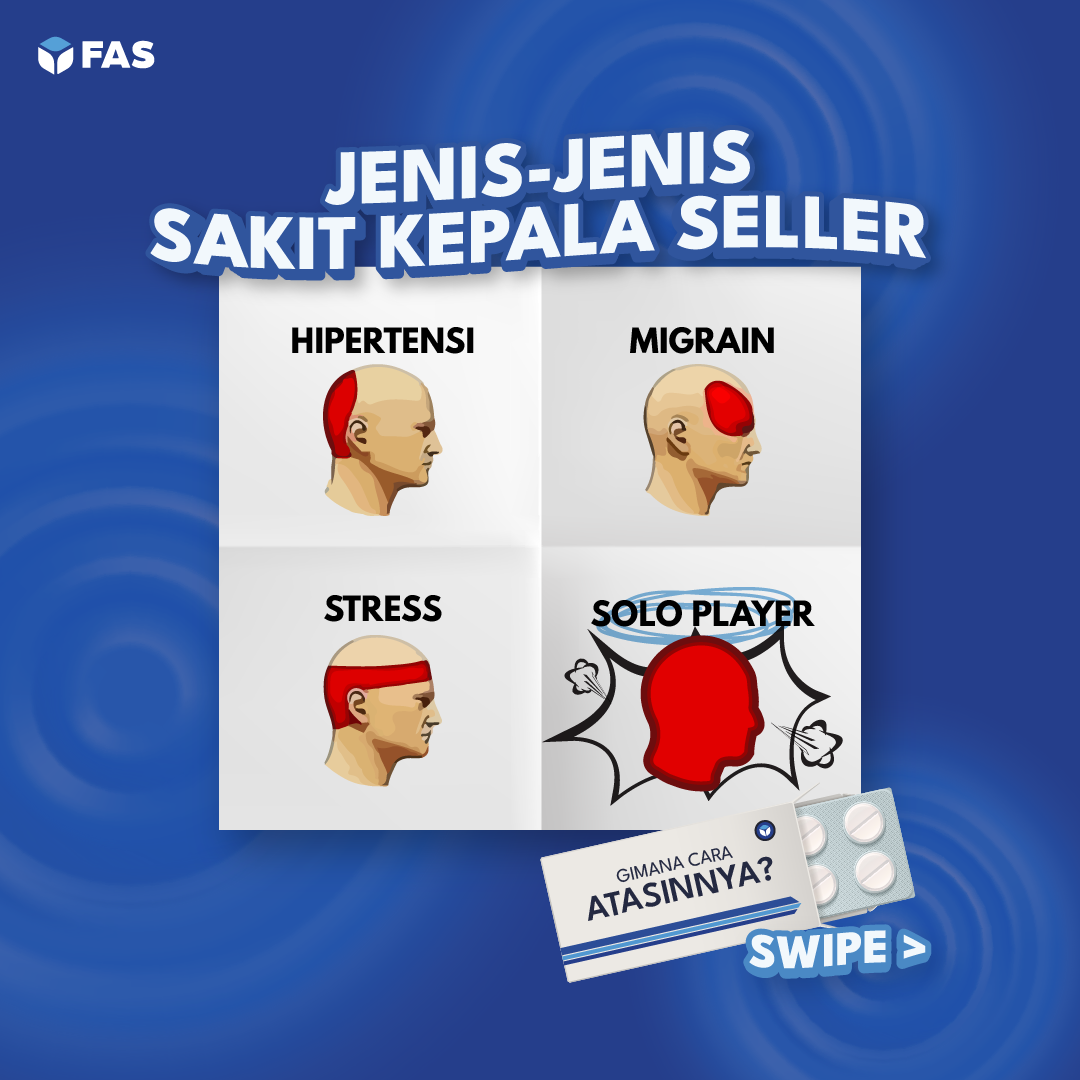 FAS
JENIS-JENIS
SAKIT KEPALA SELLER
HIPERTENSI
MIGRAIN
STRESS
SOLO PLAYER
GIMANA CARA
ATASINNYA?
SWIPE >